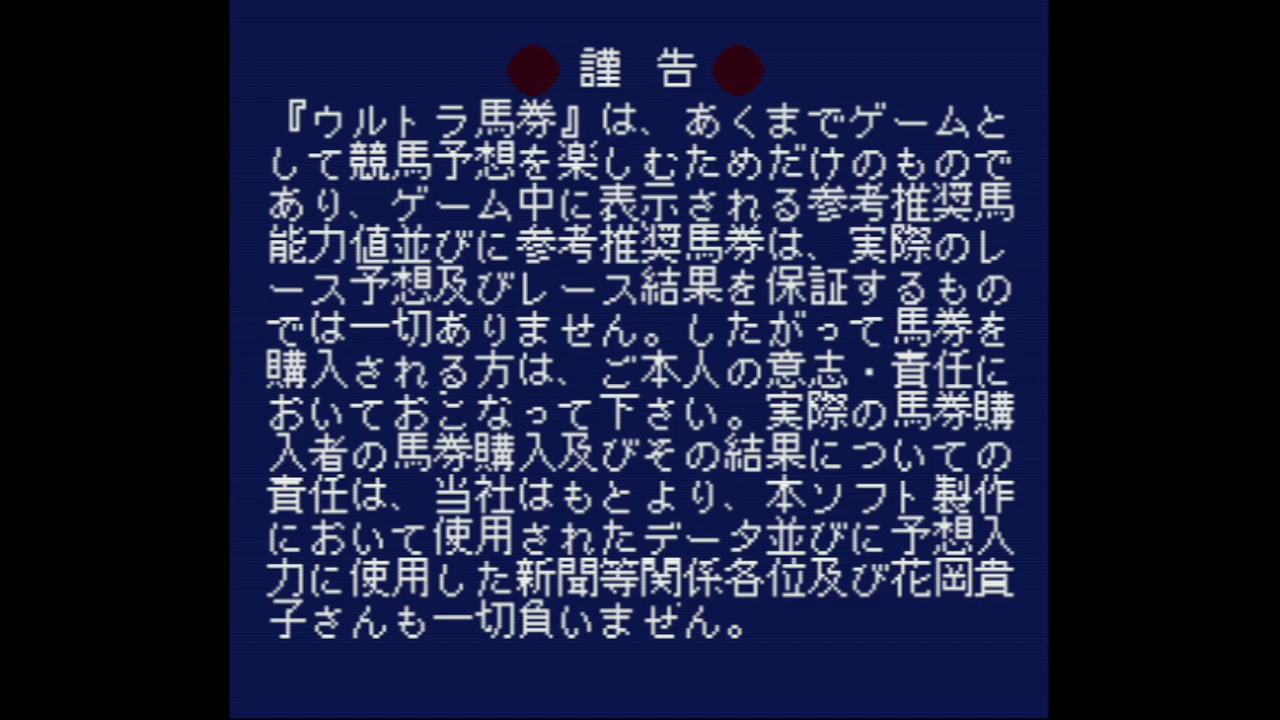 謹 告
『ウルトラ馬券』は、あくまでゲームと
して競馬予想を楽しむためだけのもので
あり、ゲーム中に表示される参考推奨馬
能力値並びに参考推奨馬券は、実際のレ
ース予想及びレース結果を保証するもの
では一切ありません。したがって馬券を
購入される方は、ご本人の意志・責任に
おいておこなって下さい。実際の馬券購
入者の馬券購入及びその結果についての
責任は、当社はもとより、本ソフト製作
において使用されたデータ並びに予想入
力に使用した新聞等関係各位及び花岡貴
子さんも一切負いません。